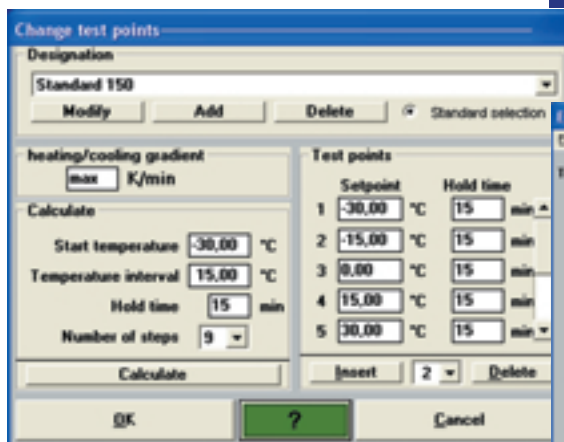 Change test points
Designation
Standard 150
Modify Add Delete Standard selection
heating/cooling gradient
max K/min
Calculate
Start temperature -30,00 °C
Temperature interval 15,00 °C
Hold time 15 min
Number of steps 9
Calculate
Test points
Setpoint Hold time
1 -30,00 °C 15 min
2 -15,00 °C 15 min
3 0,00 °C 15 min
4 15,00 °C 15 min
5 30,00 °C 15 min
Insert 2 Delete
OK ? Cancel